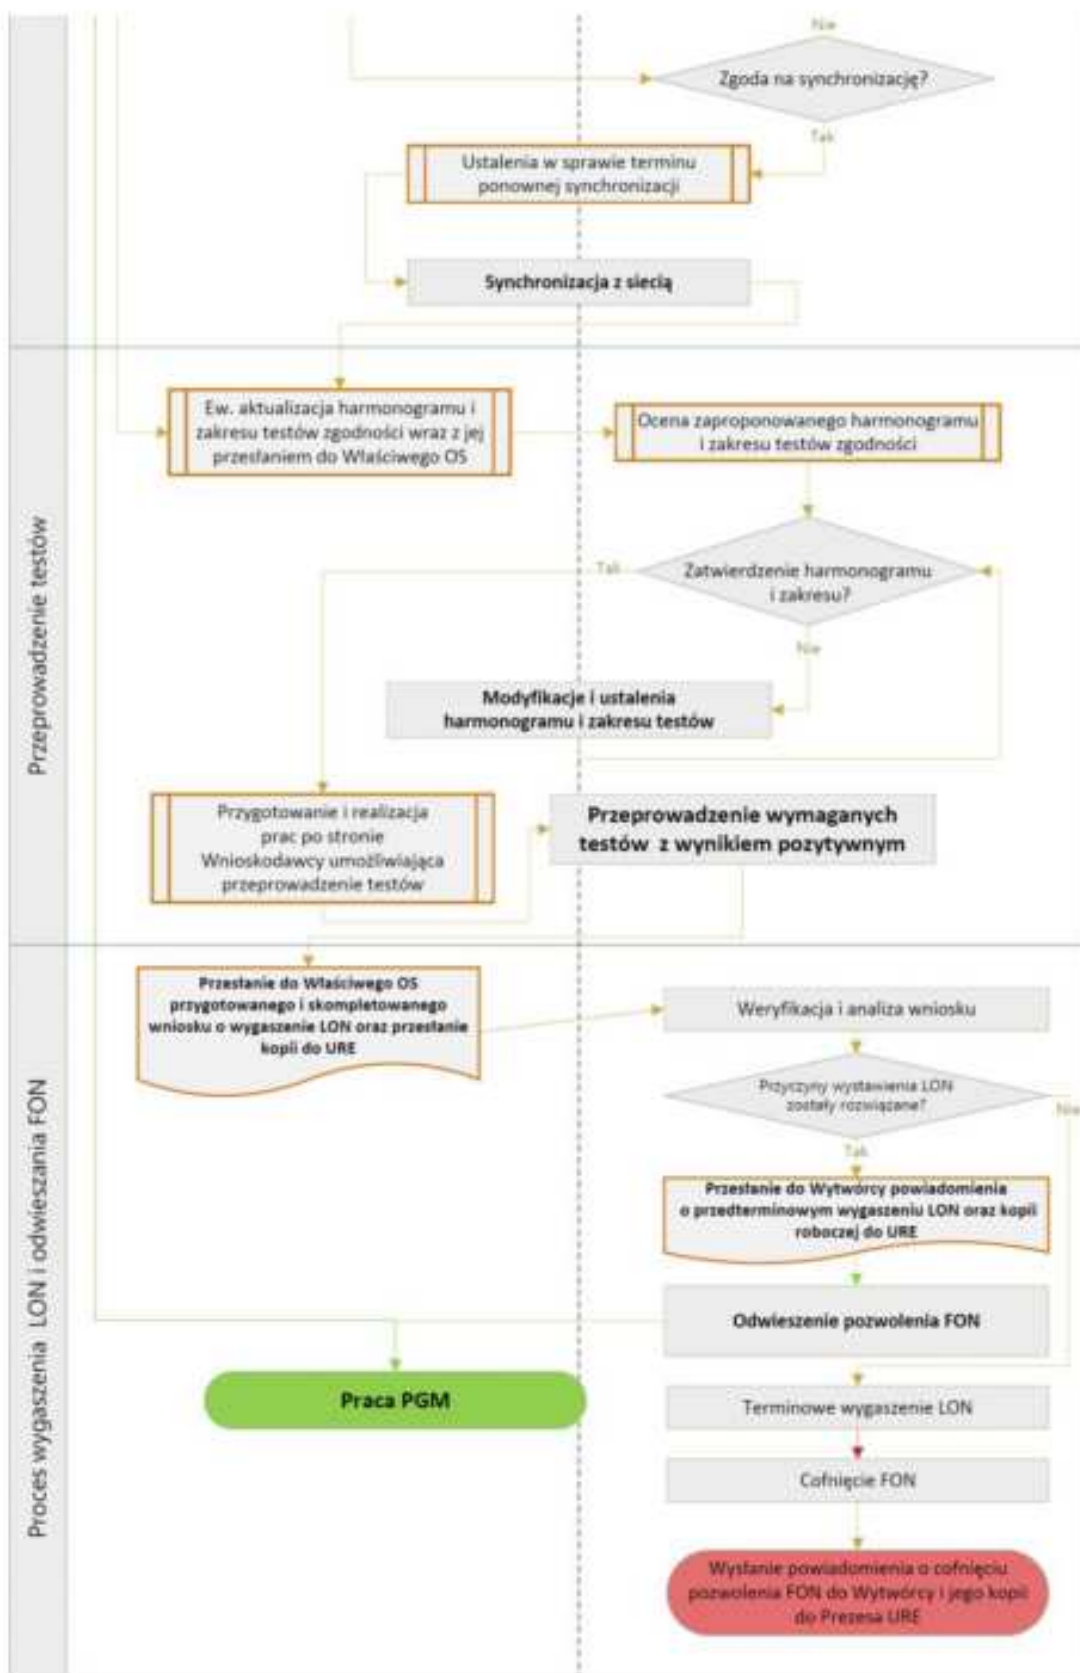 Nie
Zgoda na synchronizację?
Tak
Ustalenia w sprawie terminu
ponownej synchronizacji
Synchronizacja z siecią
Przeprowadzenie testów
Ew. aktualizacja harmonogramu i
zakresu testów zgodności wraz z jej
przesłaniem do Właściwego OS
Ocena zaproponowanego harmonogramu
i zakresu testów zgodności
Tak
Zatwierdzenie harmonogramu
i zakresu?
Nie
Modyfikacje i ustalenia
harmonogramu i zakresu testów
Przygotowanie i realizacja
prac po stronie
Wnioskodawcy umożliwiająca
przeprowadzenie testów
Przeprowadzenie wymaganych
testów z wynikiem pozytywnym
Proces wygaszenia LON i odwieszania FON
Przesłanie do Właściwego OS
przygotowanego i skompletowanego
wniosku o wygaszenie LON oraz przesłanie
kopii do URE
Weryfikacja i analiza wniosku
Przyczyny wystawienia LON
zostały rozwiązane?
Nie
Tak
Przesłanie do Wytwórcy powiadomienia
o przedterminowym wygaszeniu LON oraz kopii
roboczej do URE
Odwieszenie pozwolenia FON
Praca PGM
Terminowe wygaszenie LON
Cofnięcie FON
Wysłanie powiadomienia o cofnięciu
pozwolenia FON do Wytwórcy i jego kopii
do Prezesa URE